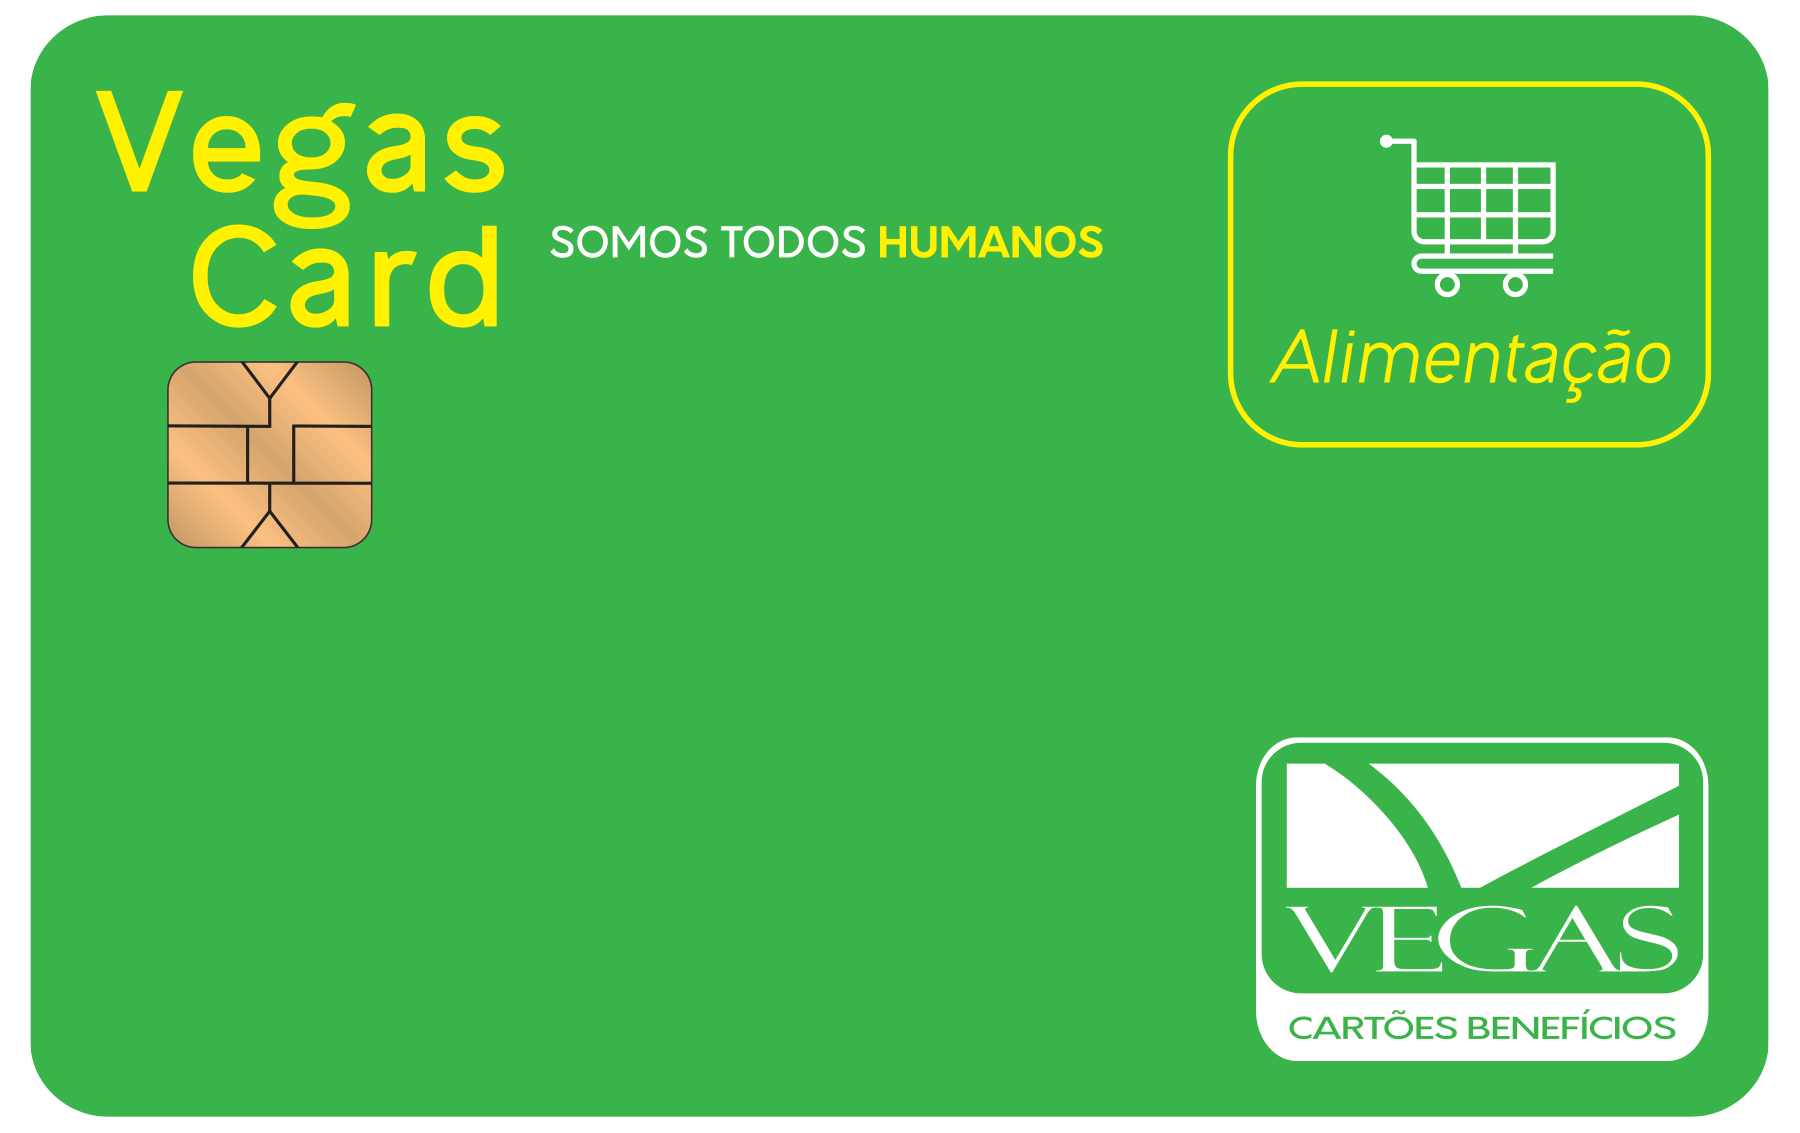 Vegas
Card
SOMOS TODOS HUMANOS
Alimentação
VEGAS
CARTÕES BENEFÍCIOS